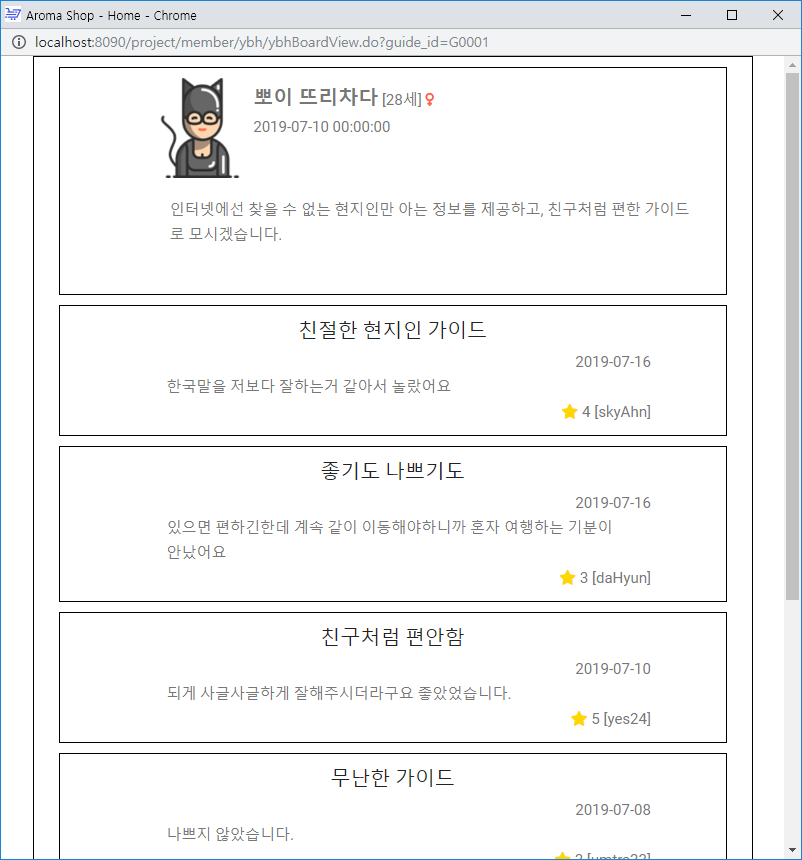 Aroma Shop - Home - Chrome
localhost:8090/project/member/ybh/ybhBoardView.do?guide_id=G0001
뽀이 뜨리차다 [28세] ♀
2019-07-10 00:00:00
인터넷에선 찾을 수 없는 현지인만 아는 정보를 제공하고, 친구처럼 편한 가이드
로 모시겠습니다.
친절한 현지인 가이드
2019-07-16
한국말을 저보다 잘하는거 같아서 놀랐어요
4 [skyAhn]
좋기도 나쁘기도
2019-07-16
있으면 편하긴한데 계속 같이 이동해야하니까 혼자 여행하는 기분이
안났어요
3 [daHyun]
친구처럼 편안함
2019-07-10
되게 사글사글하게 잘해주시더라구요 좋았었습니다.
5 [yes24]
무난한 가이드
2019-07-08
나쁘지 않았습니다.